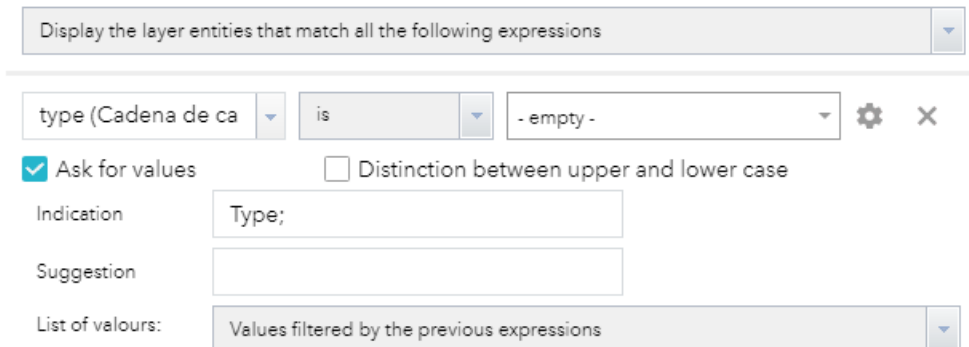 Display the layer entities that match all the following expressions
type (Cadena de ca is - empty -
Ask for values Distinction between upper and lower case
Indication Type;
Suggestion
List of valours: Values filtered by the previous expressions